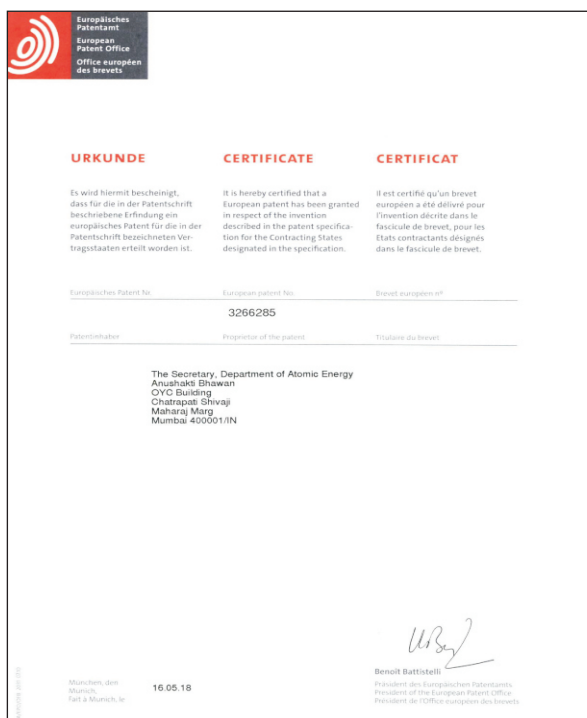 Europäisches
Patentamt
European
Patent Office
Office européen
des brevets
URKUNDE
Es wird hiermit bescheinigt,
dass für die in der Patentschrift
beschriebene Erfindung ein
europäisches Patent für die in der
Patentschrift bezeichneten Ver-
tragsstaaten erteilt worden ist.
CERTIFICATE
It is hereby certified that a
European patent has been granted
in respect of the invention
described in the patent specifica-
tion for the Contracting States
designated in the specification.
CERTIFICAT
Il est certifié qu'un brevet
européen a été délivré pour
l'invention décrite dans le
fascicule de brevet, pour les
Etats contractants désignés
dans le fascicule de brevet.
Europäisches Patent Nr.
European patent No.
Brevet européen n°
3266285
Patentinhaber
Proprietor of the patent
Titulaire du brevet
The Secretary, Department of Atomic Energy
Anushakti Bhawan
OYC Building
Chatrapati Shivaji
Maharaj Marg
Mumbai 400001/IN
Benoît Battistelli
Präsident des Europäischen Patentamts
President of the European Patent Office
Président de l'Office européen des brevets
München, den
Munich,
Fait à Munich, le
16.05.18